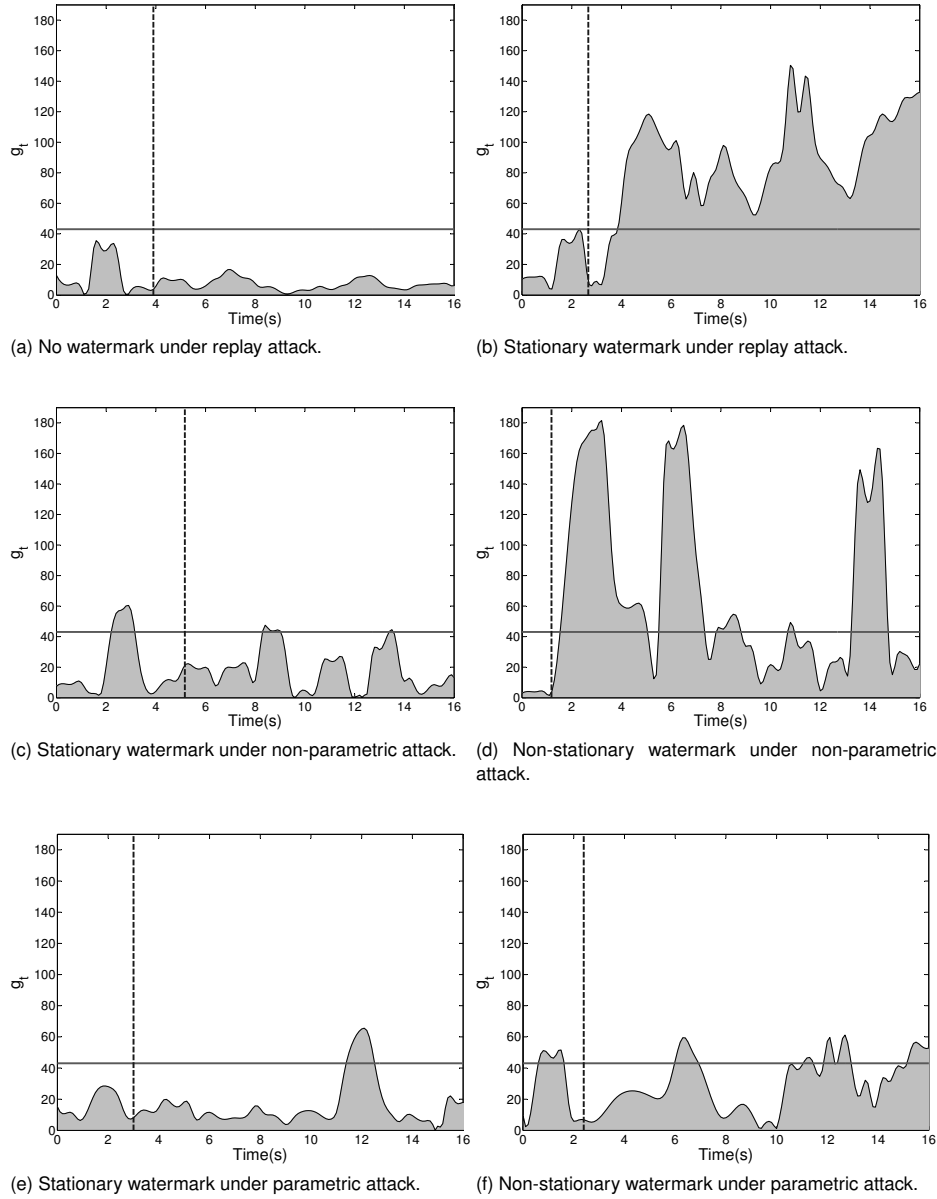 180
160
140
120
100
80
60
40
20
0
g_t
0 2 4 6 8 10 12 14 16
Time(s)
(a) No watermark under replay attack.
180
160
140
120
100
80
60
40
20
0
g_t
0 2 4 6 8 10 12 14 16
Time(s)
(b) Stationary watermark under replay attack.
180
160
140
120
100
80
60
40
20
0
g_t
0 2 4 6 8 10 12 14 16
Time(s)
(c) Stationary watermark under non-parametric attack.
180
160
140
120
100
80
60
40
20
0
g_t
0 2 4 6 8 10 12 14 16
Time(s)
(d) Non-stationary watermark under non-parametric
attack.
180
160
140
120
100
80
60
40
20
0
g_t
0 2 4 6 8 10 12 14 16
Time(s)
(e) Stationary watermark under parametric attack.
180
160
140
120
100
80
60
40
20
0
g_t
0 2 4 6 8 10 12 14 16
Time(s)
(f) Non-stationary watermark under parametric attack.